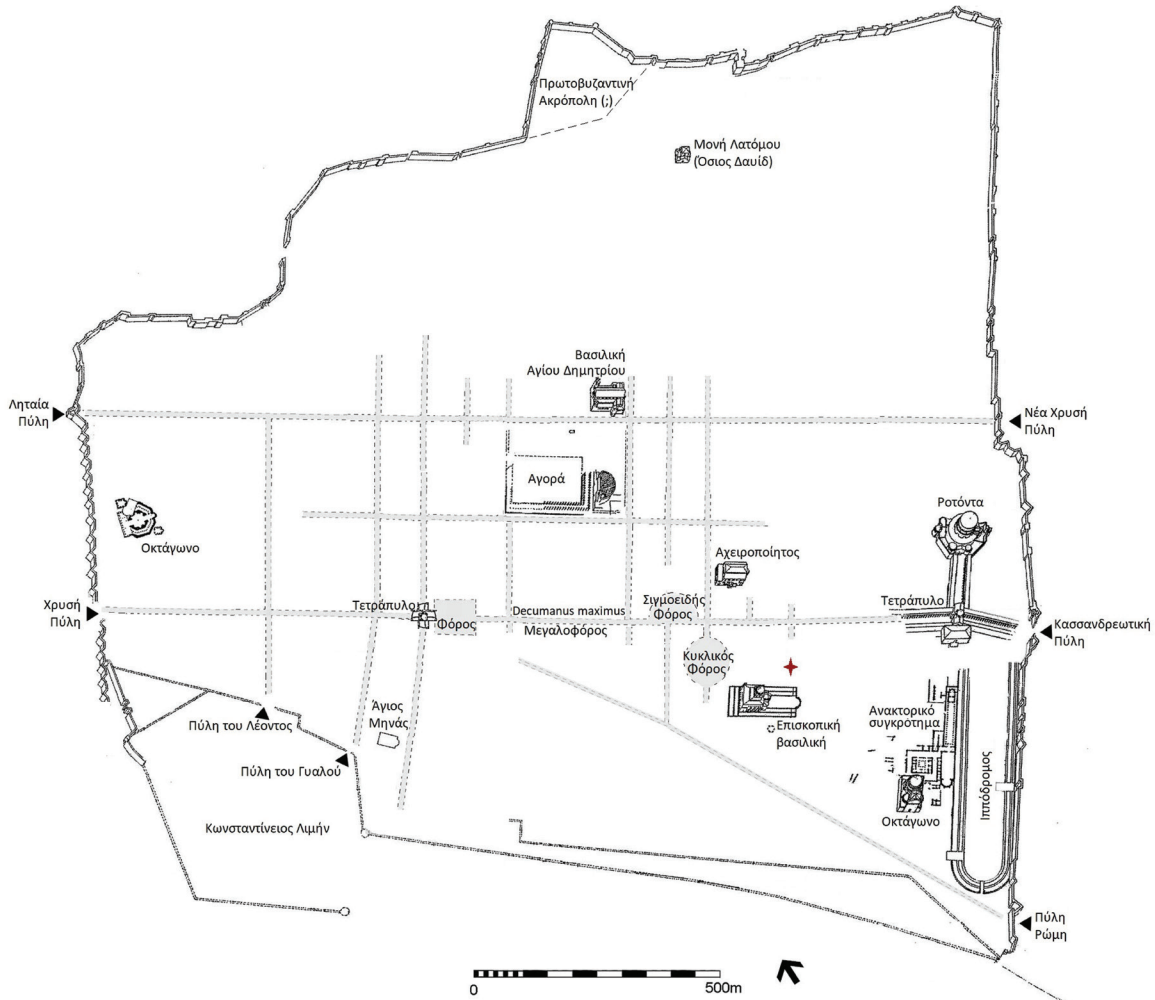 Πρωτοβυζαντινή
Ακρόπολη (;)
Μονή Λατόμου
(Όσιος Δαυίδ)
Βασιλική
Αγίου Δημητρίου
Ληταία
Πύλη
Νέα Χρυσή
Πύλη
Αγορά
Ροτόντα
Οκτάγωνο
Αχειροποίητος
Χρυσή
Πύλη
Τετράπυλο
Φόρος
Decumanus maximus
Μεγαλοφόρος
Σιγμοειδής
Φόρος
Τετράπυλο
Κασσανδρεωτική
Πύλη
Κυκλικός
Φόρος
Άγιος
Μηνάς
Πύλη του Λέοντος
Επισκοπική
βασιλική
Ανακτορικό
συγκρότημα
Πύλη του Γυαλού
Ιππόδρομος
Οκτάγωνο
Κωνσταντίνειος Λιμήν
Πύλη
Ρώμη
0 500m